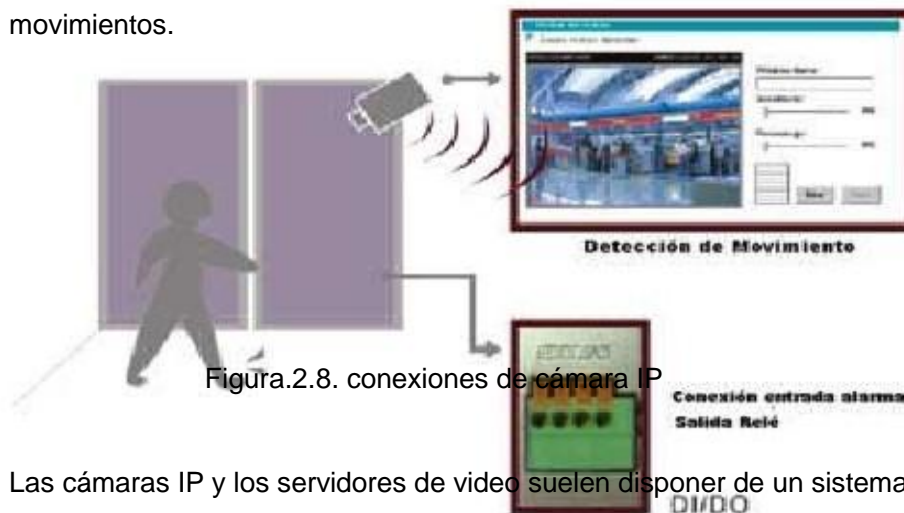 movimientos.
Detección de Movimiento
Figura.2.8. conexiones de cámara IP
Conexión entrada alarma
Salida Relé
Las cámaras IP y los servidores de video suelen disponer de un sistema
DI/DO